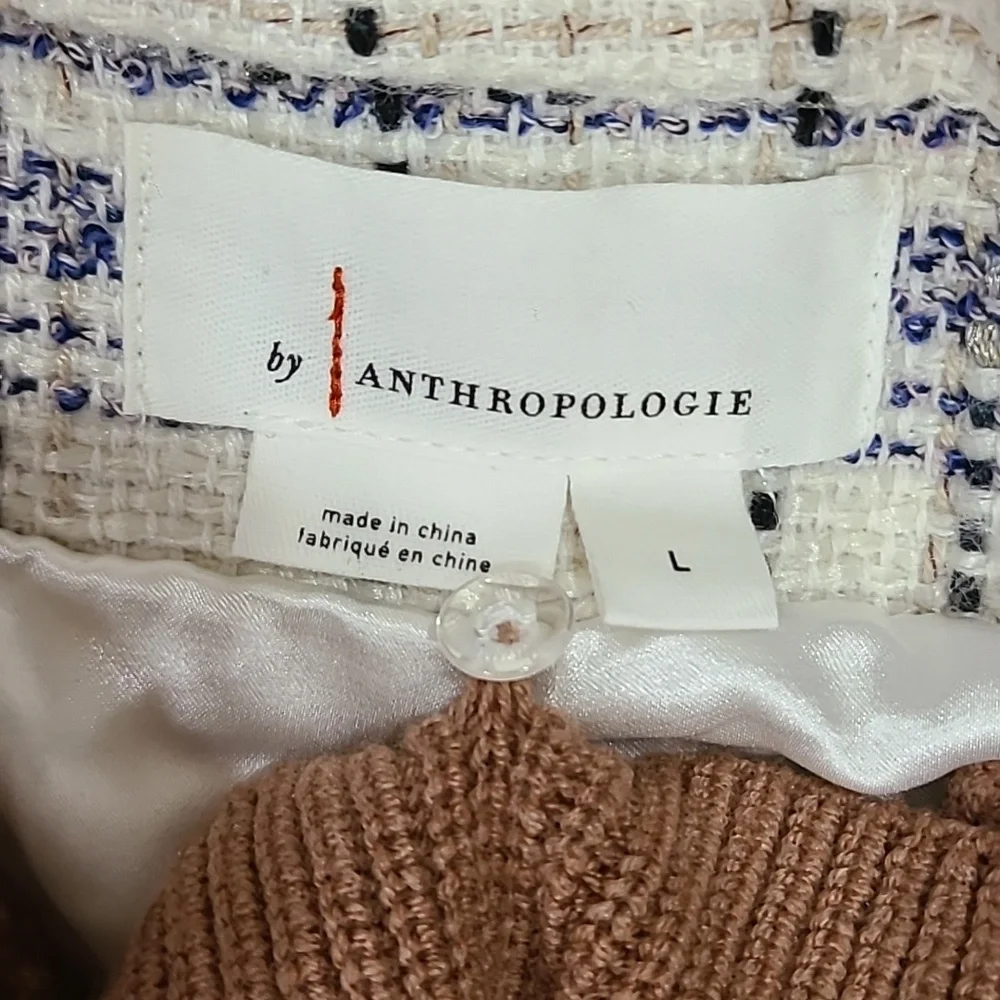 by ANTHROPOLOGIE
made in china
fabriqué en chine
L